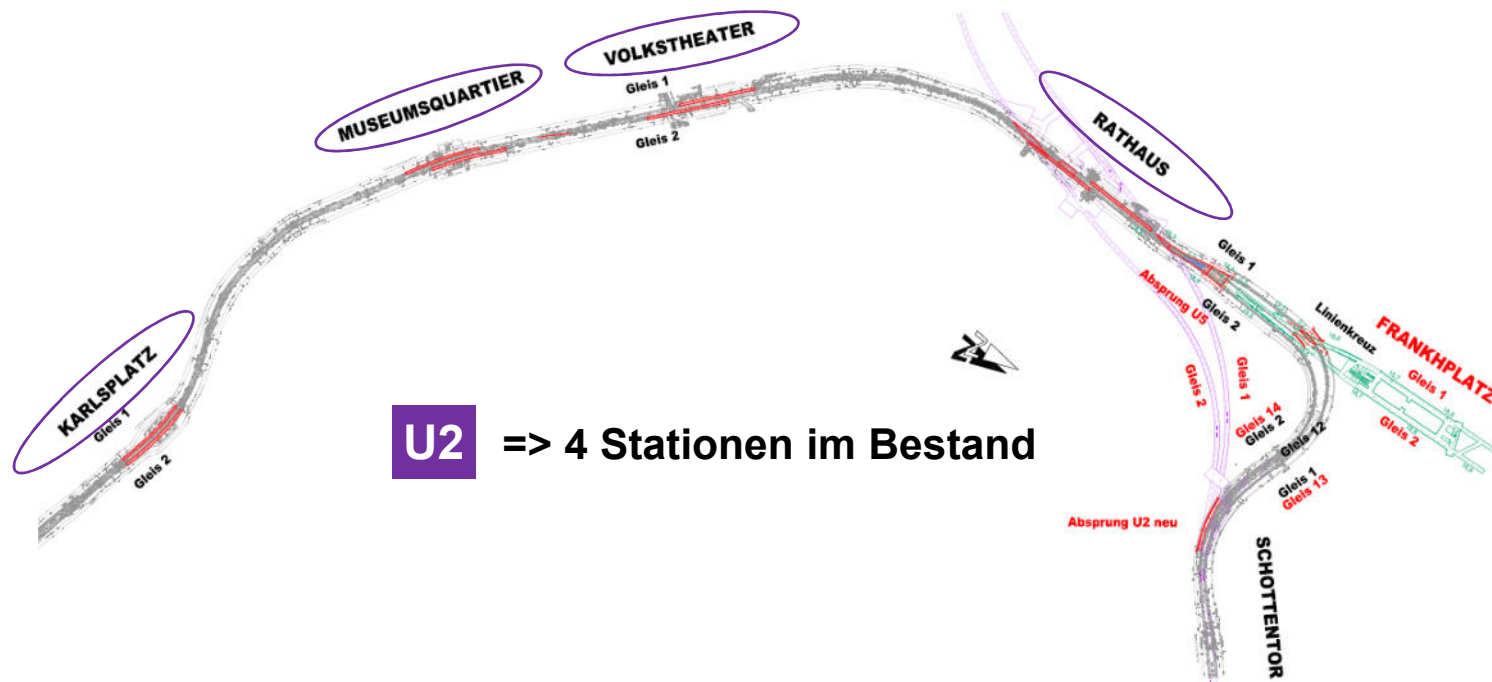 VOLKSTHEATER
Gleis 1
Gleis 2
MUSEUMSQUARTIER
RATHAUS
KARLSPLATZ
Gleis 1
Gleis 2
Gleis 1
Absprung U5
Gleis 2
Linienkreuz
FRANKHPLATZ
Gleis 1
Gleis 2
Gleis 2
Gleis 1
Gleis 14
Gleis 2
Gleis 12
Gleis 1
Gleis 13
U2 => 4 Stationen im Bestand
Absprung U2 neu
SCHOTTENTOR